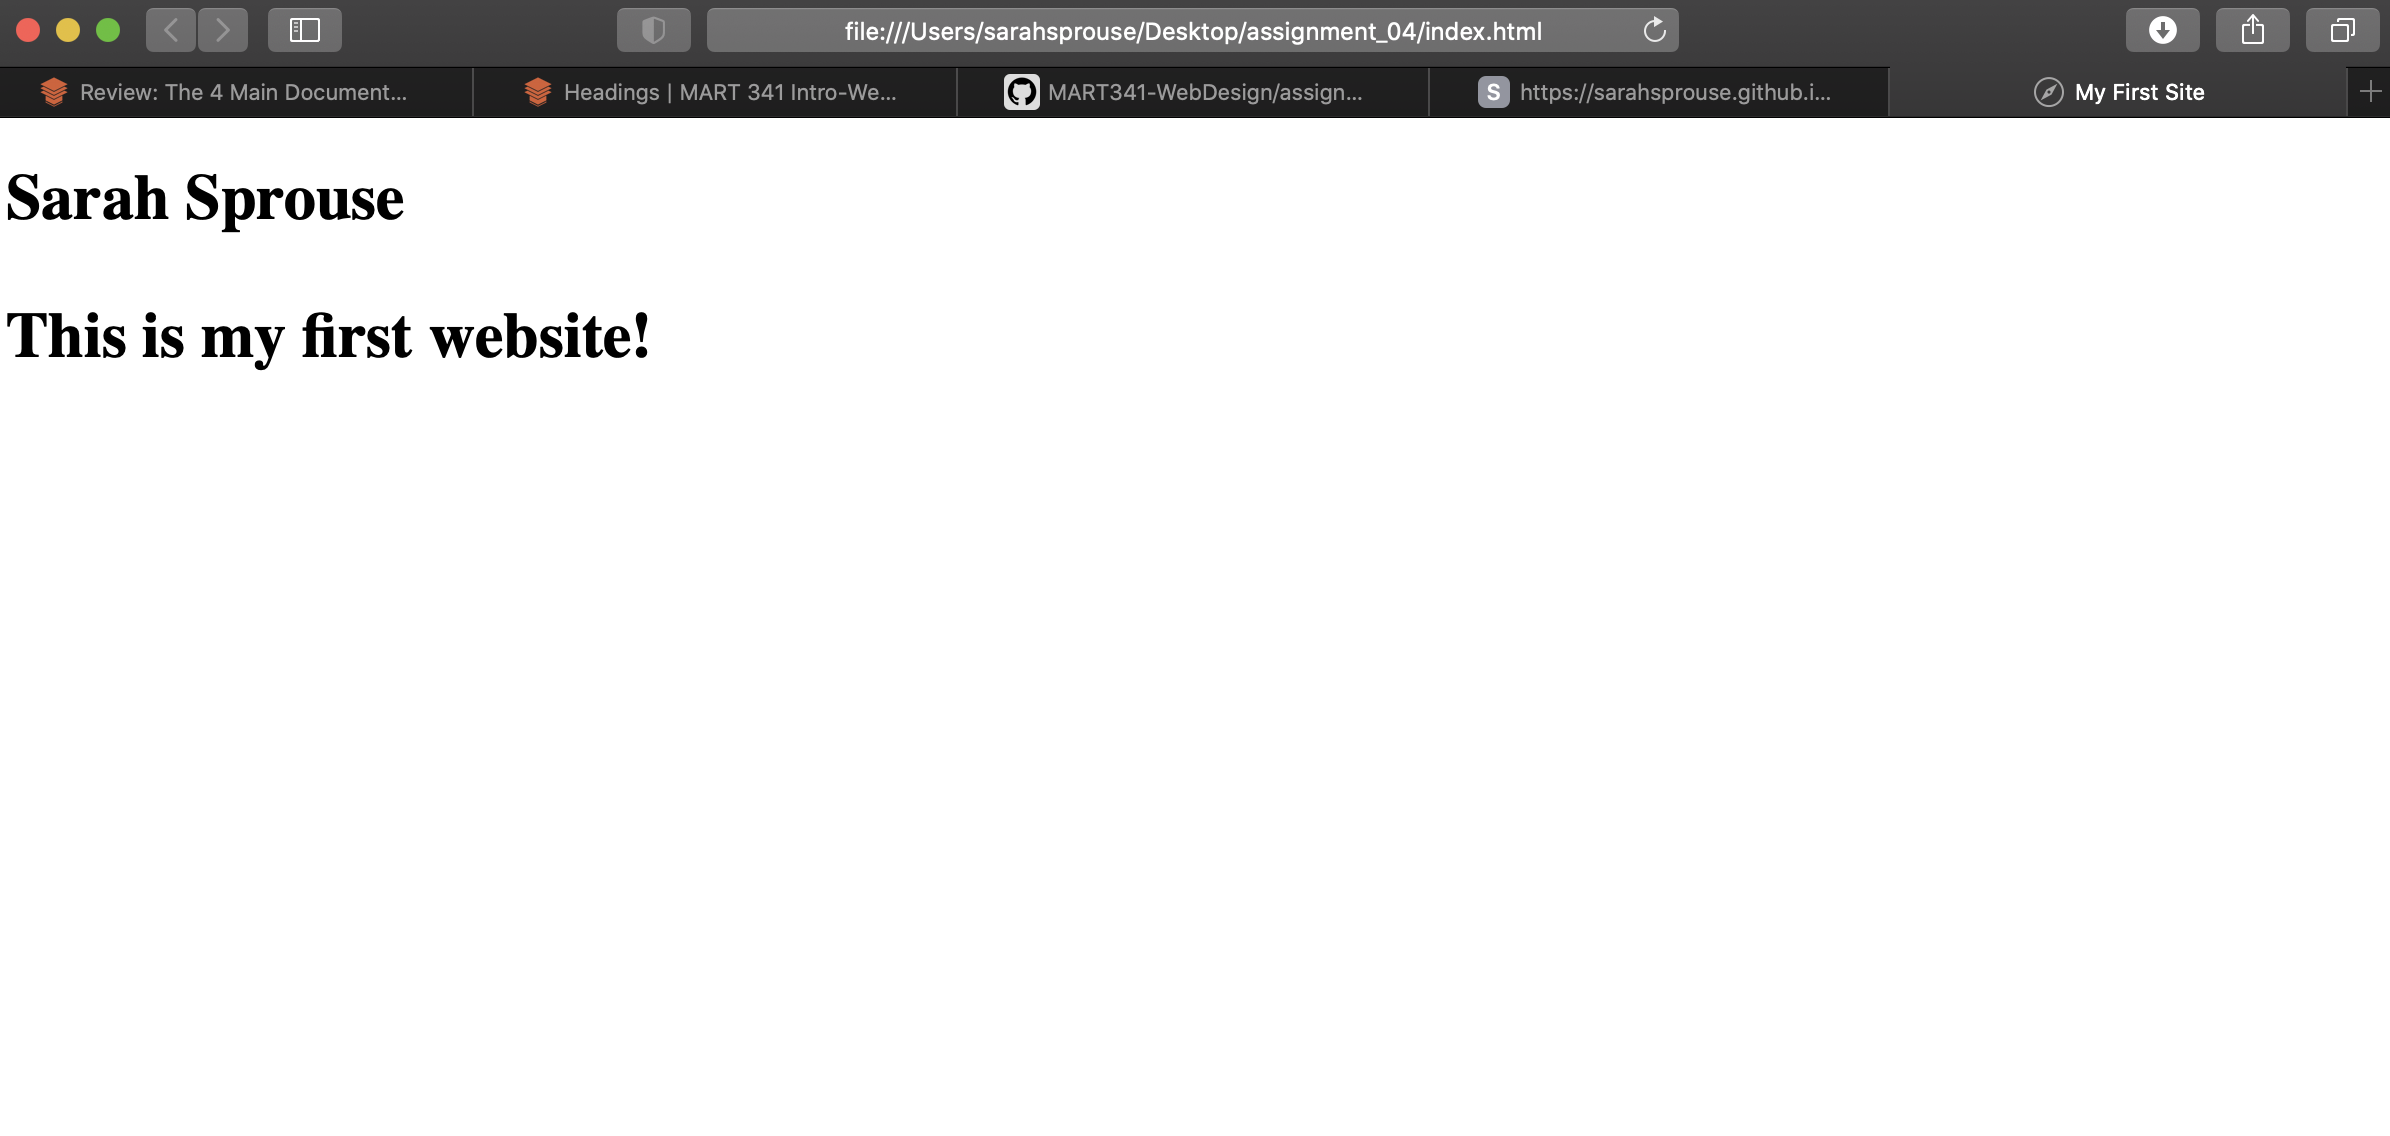 file:///Users/sarahsprouse/Desktop/assignment_04/index.html
Review: The 4 Main Document...
Headings | MART 341 Intro-We...
MART341-WebDesign/assign...
S
https://sarahsprouse.github.i...
My First Site
Sarah Sprouse
This is my first website!